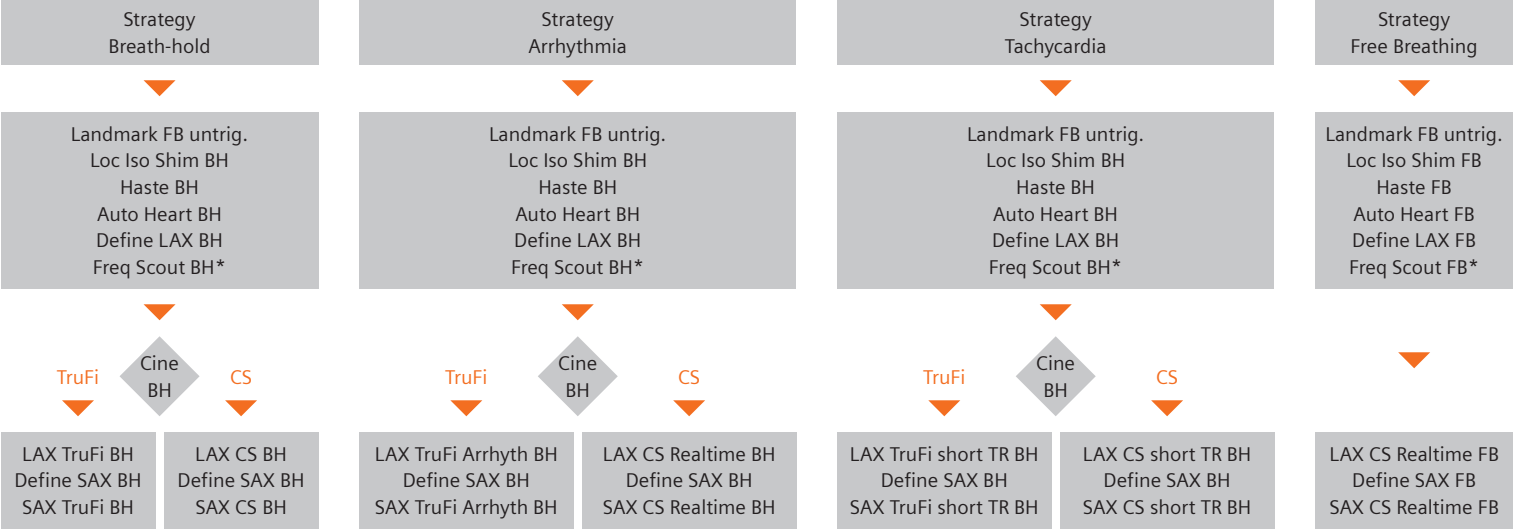 Strategy
Breath-hold
Strategy
Arrhythmia
Strategy
Tachycardia
Strategy
Free Breathing
Landmark FB untrig.
Loc Iso Shim BH
Haste BH
Auto Heart BH
Define LAX BH
Freq Scout BH*
Landmark FB untrig.
Loc Iso Shim BH
Haste BH
Auto Heart BH
Define LAX BH
Freq Scout BH*
Landmark FB untrig.
Loc Iso Shim BH
Haste BH
Auto Heart BH
Define LAX BH
Freq Scout BH*
Landmark FB untrig.
Loc Iso Shim FB
Haste FB
Auto Heart FB
Define LAX FB
Freq Scout FB*
TruFi
Cine
BH
CS
TruFi
Cine
BH
CS
TruFi
Cine
BH
CS
LAX TruFi BH
Define SAX BH
SAX TruFi BH
LAX CS BH
Define SAX BH
SAX CS BH
LAX TruFi Arrhyth BH
Define SAX BH
SAX TruFi Arrhyth BH
LAX CS Realtime BH
Define SAX BH
SAX CS Realtime BH
LAX TruFi short TR BH
Define SAX BH
SAX TruFi short TR BH
LAX CS short TR BH
Define SAX BH
SAX CS short TR BH
LAX CS Realtime FB
Define SAX FB
SAX CS Realtime FB